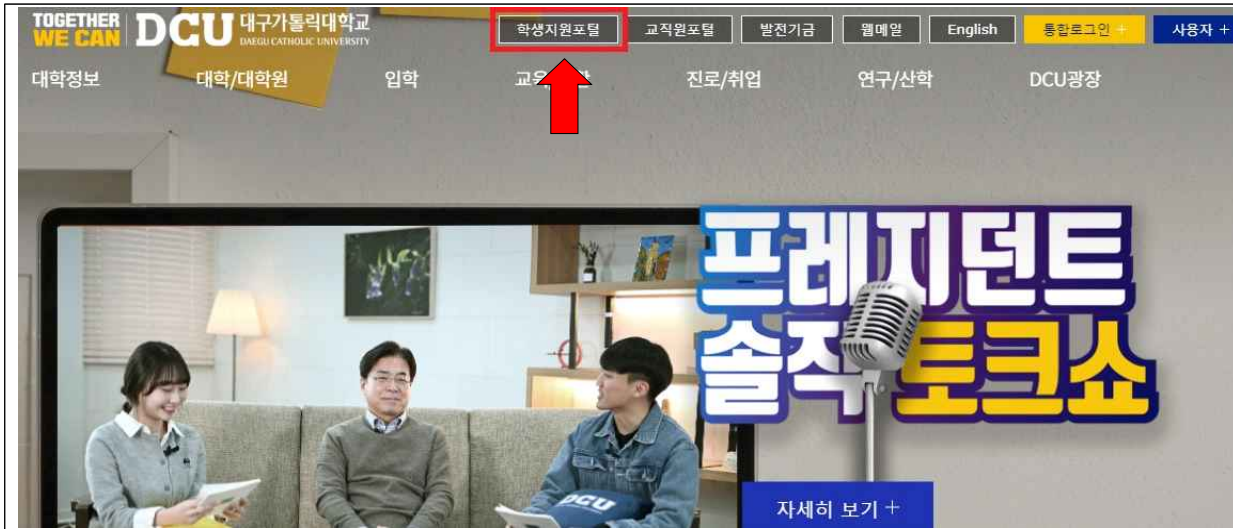 TOGETHER
WE CAN
DCU 대구가톨릭대학교
DAEGU CATHOLIC UNIVERSITY
학생지원포털
교직원포털
발전기금
웹메일
English
통합로그인 +
사용자 +
대학정보
대학/대학원
입학
진로/취업
연구/산학
DCU광장
프레지던트
솔직 토크쇼
DCU
자세히 보기 +